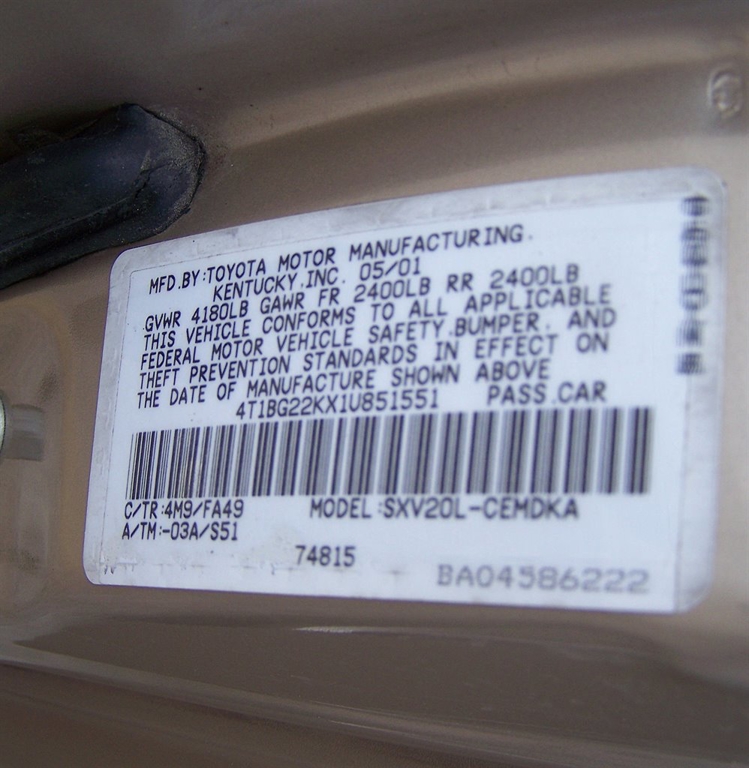 MFD.BY:TOYOTA MOTOR MANUFACTURING.
KENTUCKY,INC. 05/01
GVWR 4180LB GAWR FR 2400LB RR 2400LB
THIS VEHICLE CONFORMS TO ALL APPLICABLE
FEDERAL MOTOR VEHICLE SAFETY.BUMPER, AND
THEFT PREVENTION STANDARDS IN EFFECT ON
THE DATE OF MANUFACTURE SHOWN ABOVE
4T1BG22KX1U851551 PASS.CAR
C/TR:4M9/FA49 MODEL:SXV20L-CEMDKA
A/TM:-03A/S51
74815
BA04586222